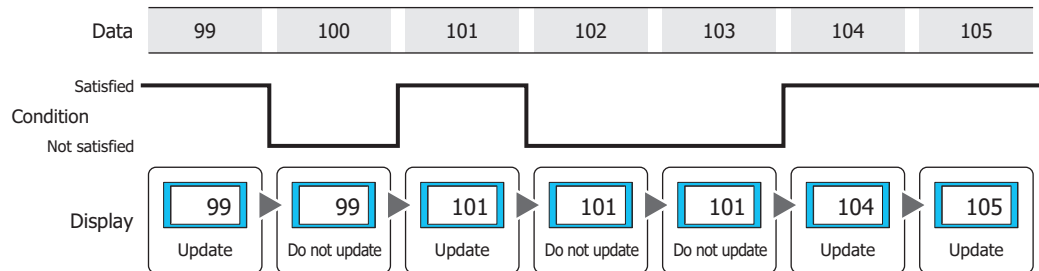 Data 99 100 101 102 103 104 105
Satisfied
Condition
Not satisfied
Display 99 99 101 101 101 104 105
Update Do not update Update Do not update Do not update Update Update